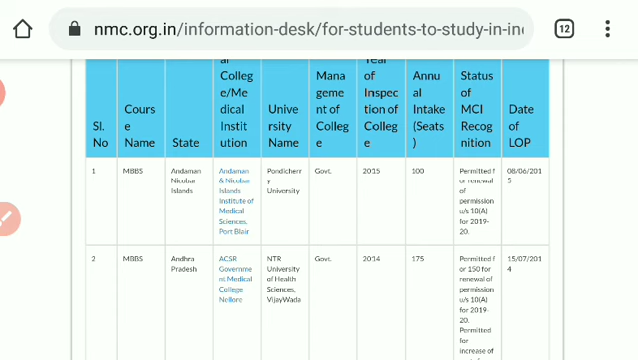 nmc.org.in/information-desk/for-students-to-study-in-in
12
Sl.
No
Cours
e
Name
State
al
Colleg
e/Me
dical
Instit
ution
Unive
rsity
Name
Mana
geme
nt of
Colleg
e
Year
of
Inspec
tion of
Colleg
e
Annu
al
Intake
(Seats
)
Status
of
MCI
Recog
nition
Date
of
LOP
1
MBBS
Andaman
Nicobar
Islands
Andaman
& Nicobar
Islands
Institute of
Medical
Sciences,
Port Blair
Pondicherr
y
University
Govt.
2015
100
Permitted f
or renewal
of
permission
u/s 10(A)
for 2019-
20.
08/06/201
5
2
MBBS
Andhra
Pradesh
ACSR
Governme
nt Medical
College
Nellore
NTR
University
of Health
Sciences,
VijayWada
Govt.
2014
175
Permitted f
or 150 for
renewal of
permission
u/s 10(A)
for 2019-
20.
Permitted
for
increase of
15/07/201
4